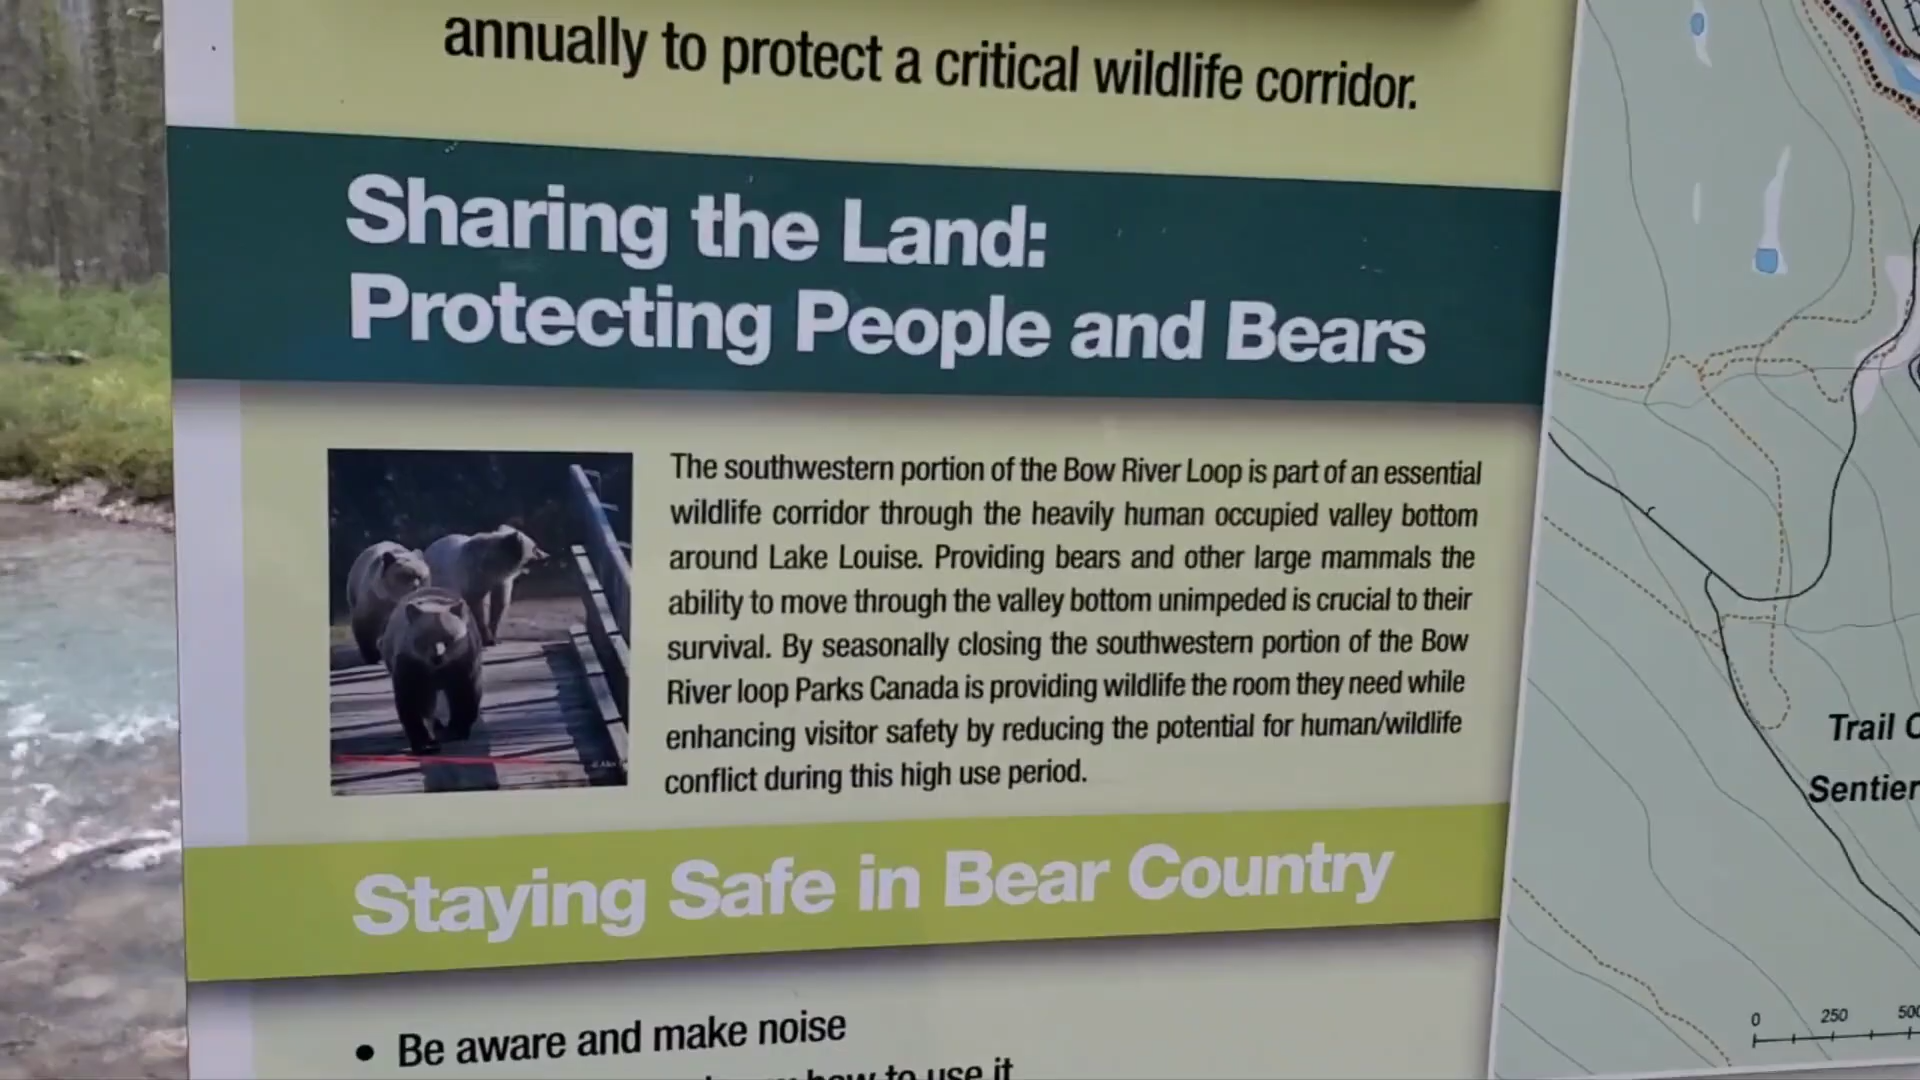 annually to protect a critical wildlife corridor.
Sharing the Land:
Protecting People and Bears
The southwestern portion of the Bow River Loop is part of an essential
wildlife corridor through the heavily human occupied valley bottom
around Lake Louise. Providing bears and other large mammals the
ability to move through the valley bottom unimpeded is crucial to their
survival. By seasonally closing the southwestern portion of the Bow
River loop Parks Canada is providing wildlife the room they need while
enhancing visitor safety by reducing the potential for human/wildlife
conflict during this high use period.
Staying Safe in Bear Country
• Be aware and make noise
how to use it
Trail
Sentier
0 250